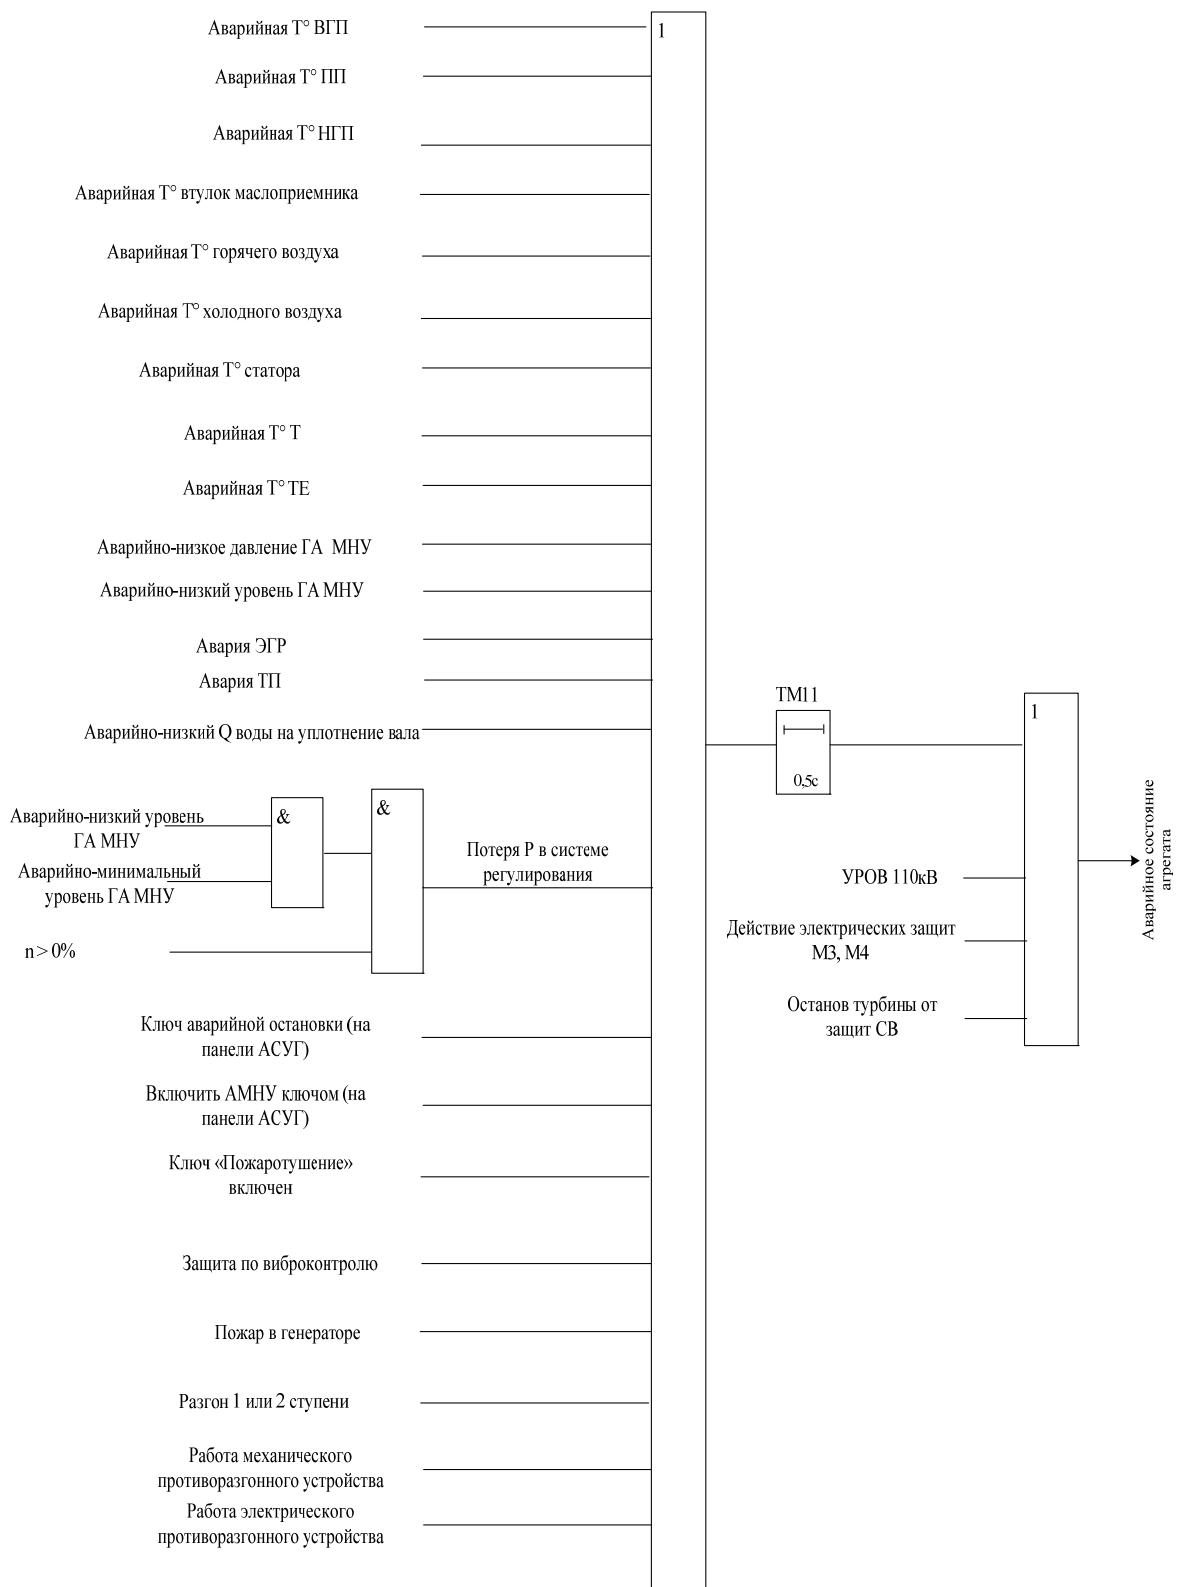 Аварийная Т° ВГП
1
Аварийная Т° ПП
Аварийная Т° НГП
Аварийная Т° втулок маслоприемника
Аварийная Т° горячего воздуха
Аварийная Т° холодного воздуха
Аварийная Т° статора
Аварийная Т° Т
Аварийная Т° ТЕ
Аварийно-низкое давление ГА МНУ
Аварийно-низкий уровень ГА МНУ
Авария ЭГР
Авария ТП
Аварийно-низкий Q воды на уплотнение вала
Аварийно-низкий уровень
ГА МНУ
Аварийно-минимальный
уровень ГА МНУ
n > 0%
&
&
Потеря Р в системе
регулирования
Ключ аварийной остановки (на
панели АСУГ)
Включить АМНУ ключом (на
панели АСУГ)
Ключ «Пожаротушение»
включен
Защита по виброконтролю
Пожар в генераторе
Разгон 1 или 2 ступени
Работа механического
противоразгонного устройства
Работа электрического
противоразгонного устройства
ТМ11
0,5с
1
УРОВ 110кВ
Действие электрических защит
М3, М4
Останов турбины от
защит СВ
Аварийное состояние
агрегата